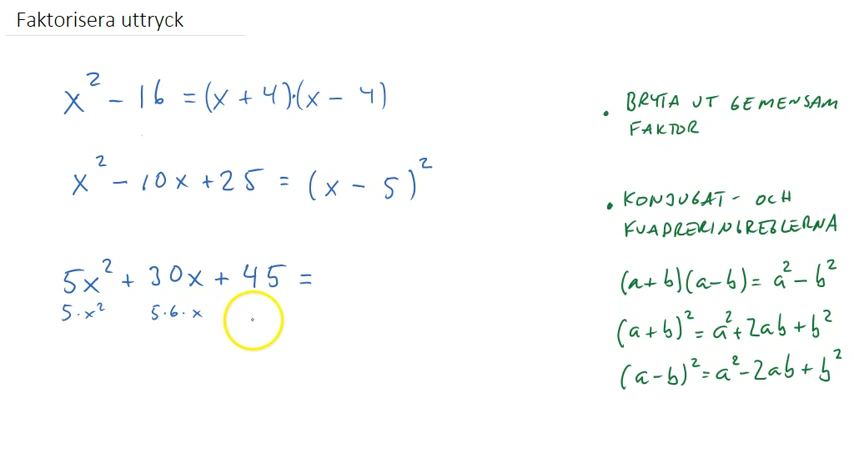 Faktorisera uttryck
x² - 16 = (x + 4)·(x - 4)
x² - 10x + 25 = (x - 5)²
5x² + 30x + 45 =
5·x² 5·6·x
• BRYTA UT GEMENSAM
FAKTOR
• KONJUGAT- OCH
KVADRERINGSREGLERNA
(a+b)(a-b) = a² - b²
(a+b)² = a² + 2ab + b²
(a-b)² = a² - 2ab + b²